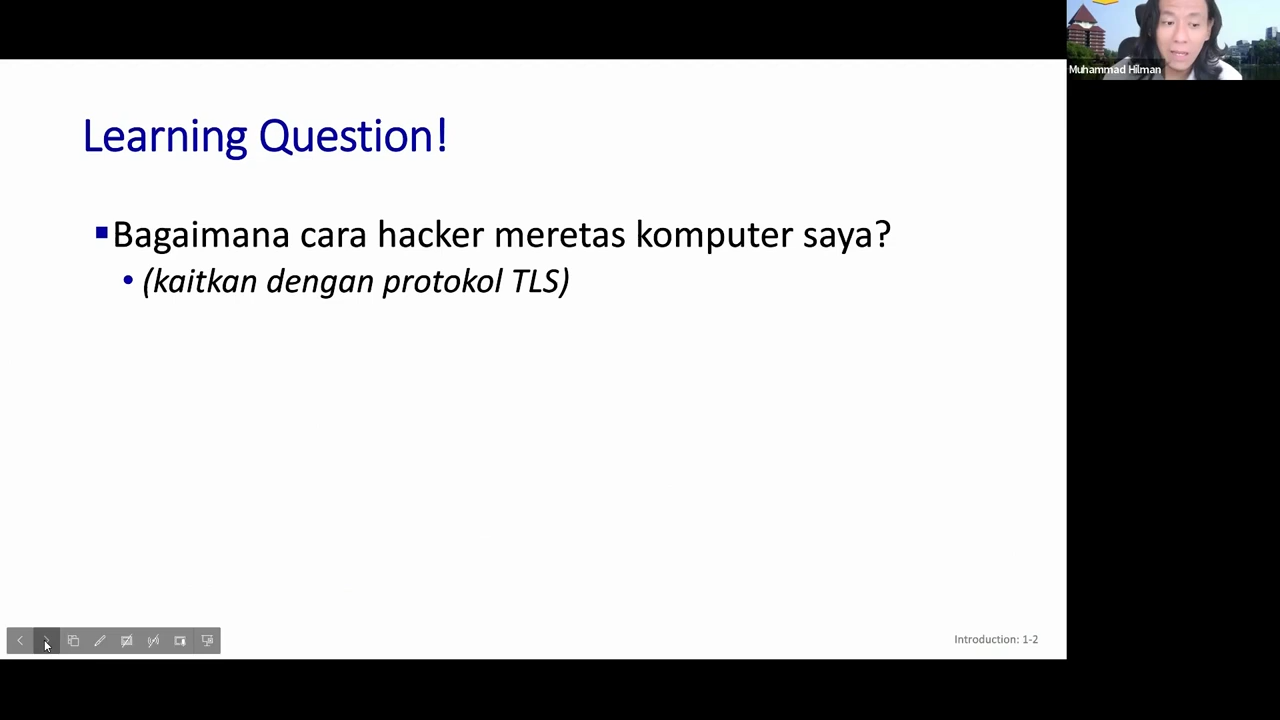 Muhammad Hilman
Learning Question!
Bagaimana cara hacker meretas komputer saya?
(kaitkan dengan protokol TLS)
Introduction: 1-2